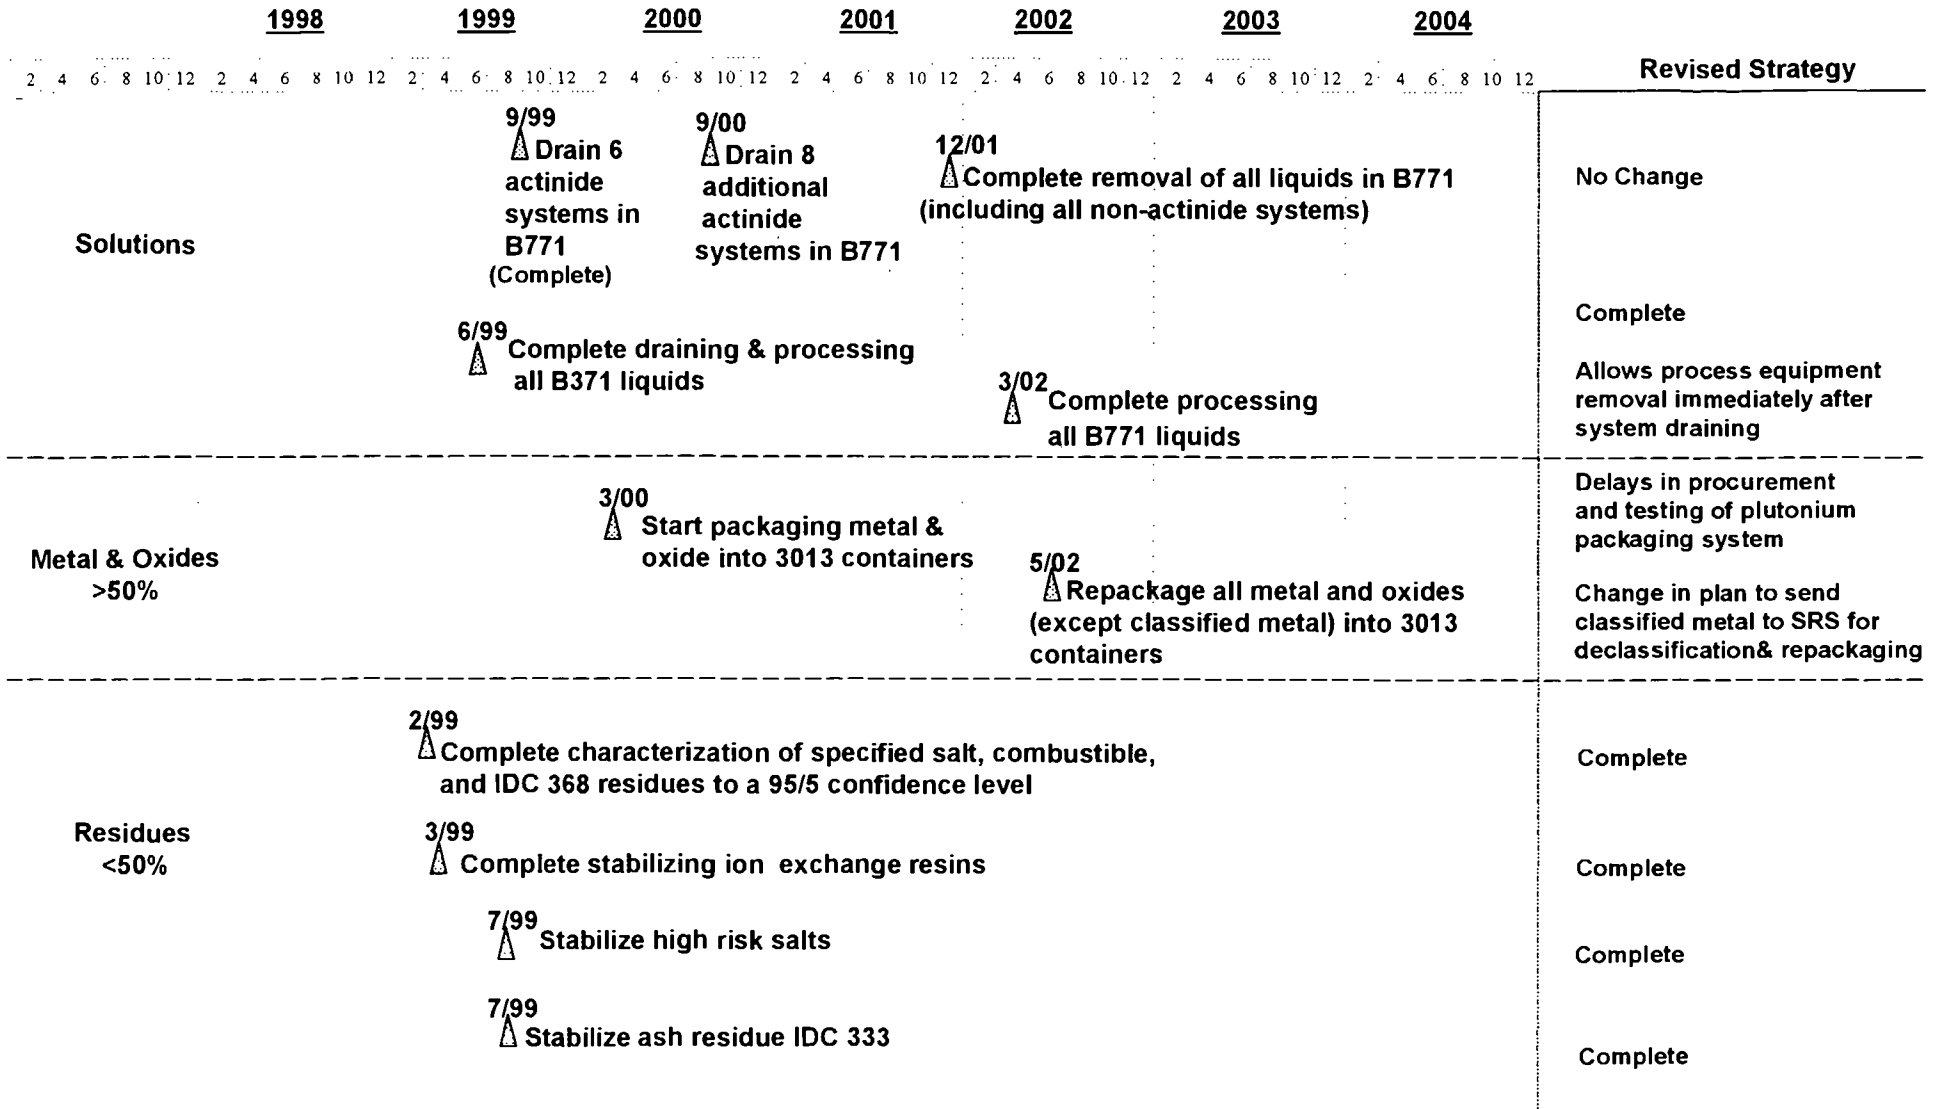 1998 1999 2000 2001 2002 2003 2004
2 4 6 8 10 12 2 4 6 8 10 12 2 4 6 8 10 12 2 4 6 8 10 12 2 4 6 8 10 12 2 4 6 8 10 12 2 4 6 8 10 12 2 4 6 8 10 12
Revised Strategy
Solutions
9/99
Drain 6
actinide
systems in
B771
(Complete)
9/00
Drain 8
additional
actinide
systems in B771
12/01
Complete removal of all liquids in B771
(including all non-actinide systems)
No Change
6/99
Complete draining & processing
all B371 liquids
Complete
3/02
Complete processing
all B771 liquids
Allows process equipment
removal immediately after
system draining
Metal & Oxides
>50%
3/00
Start packaging metal &
oxide into 3013 containers
Delays in procurement
and testing of plutonium
packaging system
5/02
Repackage all metal and oxides
(except classified metal) into 3013
containers
Change in plan to send
classified metal to SRS for
declassification& repackaging
Residues
<50%
2/99
Complete characterization of specified salt, combustible,
and IDC 368 residues to a 95/5 confidence level
Complete
3/99
Complete stabilizing ion exchange resins
Complete
7/99
Stabilize high risk salts
Complete
7/99
Stabilize ash residue IDC 333
Complete